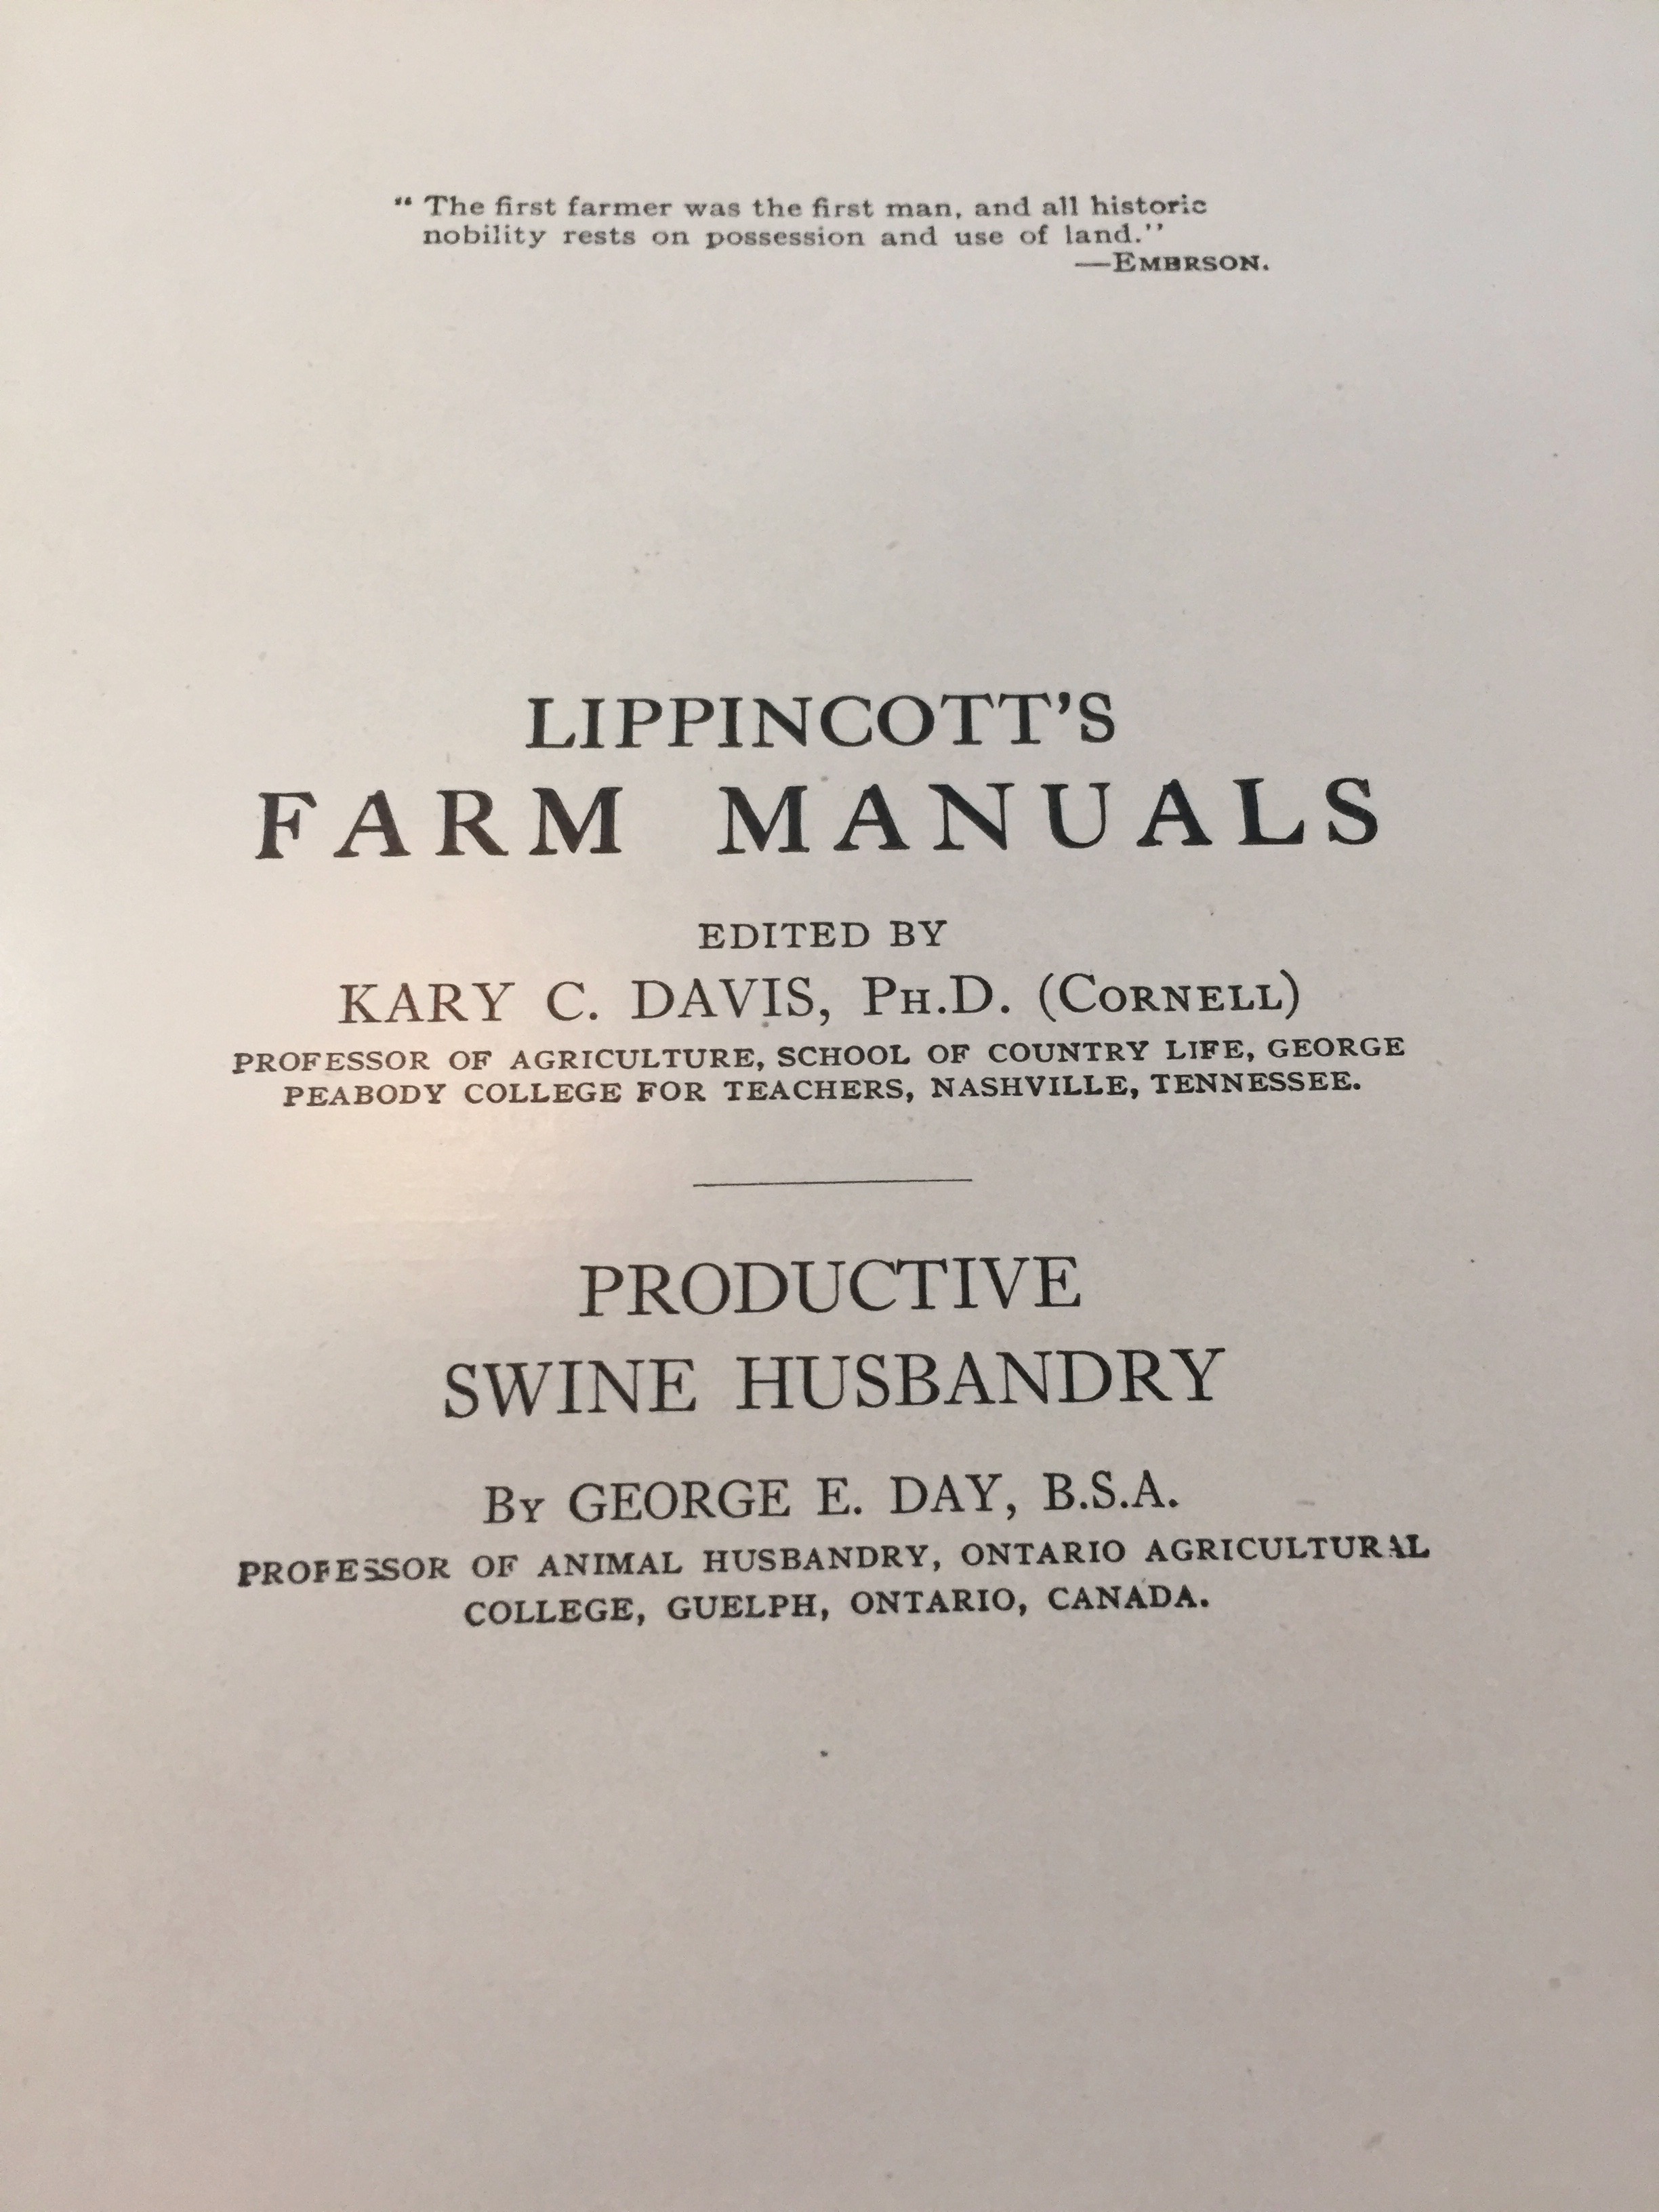 “ The first farmer was the first man, and all historic
nobility rests on possession and use of land.’’
—EMERSON.
LIPPINCOTT’S
FARM MANUALS
EDITED BY
KARY C. DAVIS, PH.D. (CORNELL)
PROFESSOR OF AGRICULTURE, SCHOOL OF COUNTRY LIFE, GEORGE
PEABODY COLLEGE FOR TEACHERS, NASHVILLE, TENNESSEE.
PRODUCTIVE
SWINE HUSBANDRY
BY GEORGE E. DAY, B.S.A.
PROFESSOR OF ANIMAL HUSBANDRY, ONTARIO AGRICULTURAL
COLLEGE, GUELPH, ONTARIO, CANADA.